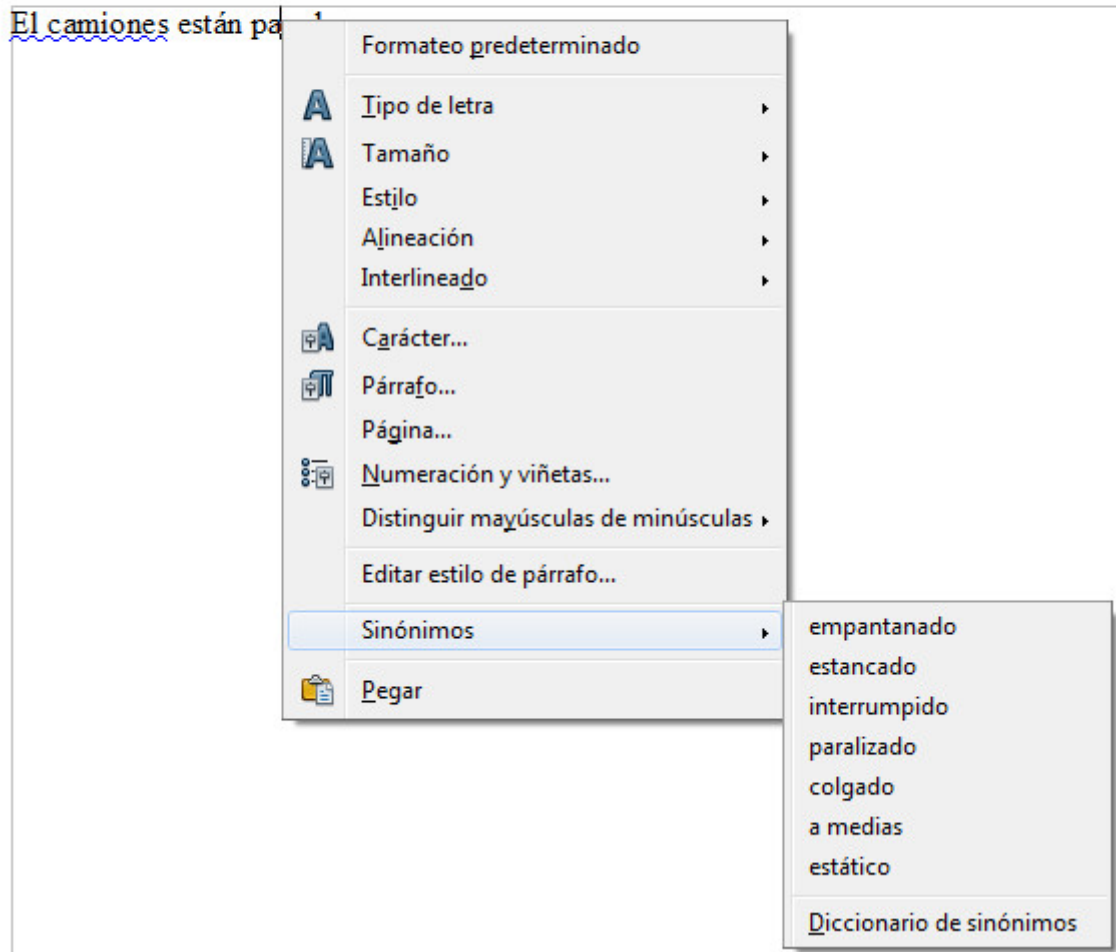 El camiones están pa
Formateo predeterminado
Tipo de letra
Tamaño
Estilo
Alineación
Interlineado
Carácter...
Párrafo...
Página...
Numeración y viñetas...
Distinguir mayúsculas de minúsculas
Editar estilo de párrafo...
Sinónimos
Pegar
empantanado
estancado
interrumpido
paralizado
colgado
a medias
estático
Diccionario de sinónimos